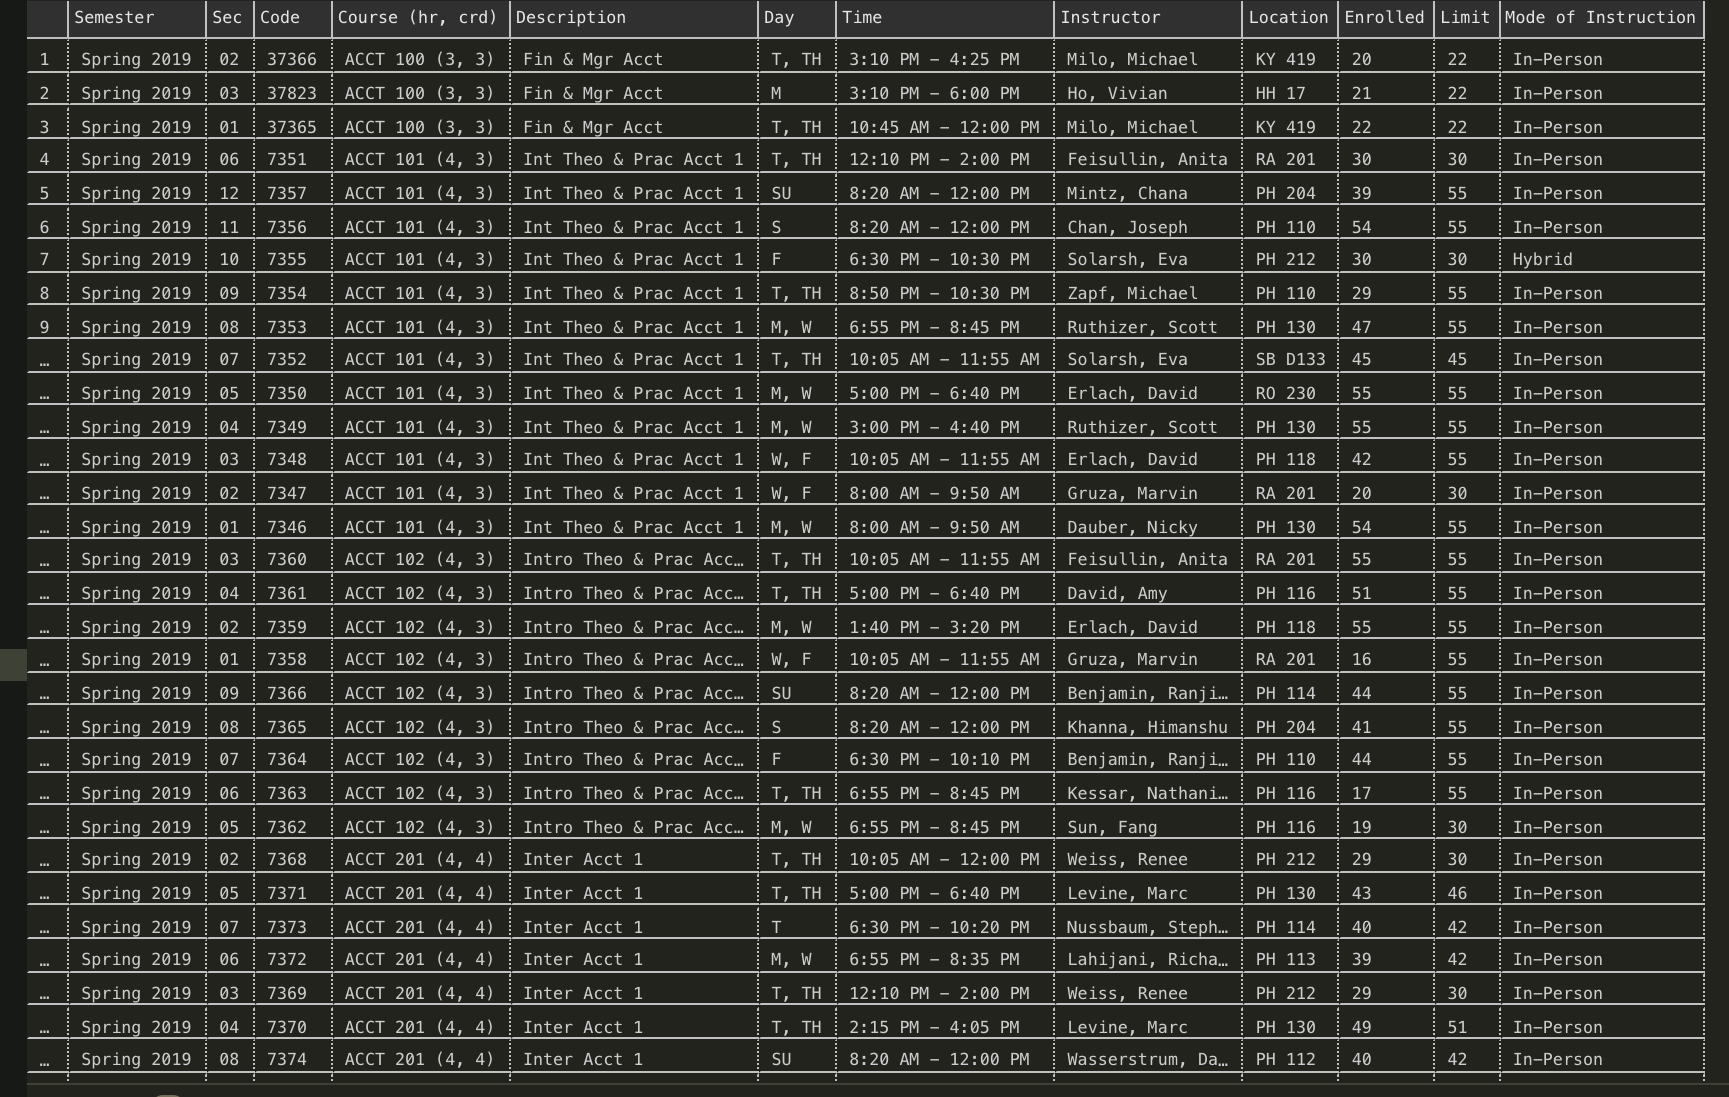 Semester Sec Code Course (hr, crd) Description Day Time Instructor Location Enrolled Limit Mode of Instruction
1 Spring 2019 02 37366 ACCT 100 (3, 3) Fin & Mgr Acct T, TH 3:10 PM – 4:25 PM Milo, Michael KY 419 20 22 In–Person
2 Spring 2019 03 37823 ACCT 100 (3, 3) Fin & Mgr Acct M 3:10 PM – 6:00 PM Ho, Vivian HH 17 21 22 In–Person
3 Spring 2019 01 37365 ACCT 100 (3, 3) Fin & Mgr Acct T, TH 10:45 AM – 12:00 PM Milo, Michael KY 419 22 22 In–Person
4 Spring 2019 06 7351 ACCT 101 (4, 3) Int Theo & Prac Acct 1 T, TH 12:10 PM – 2:00 PM Feisullin, Anita RA 201 30 30 In–Person
5 Spring 2019 12 7357 ACCT 101 (4, 3) Int Theo & Prac Acct 1 SU 8:20 AM – 12:00 PM Mintz, Chana PH 204 39 55 In–Person
6 Spring 2019 11 7356 ACCT 101 (4, 3) Int Theo & Prac Acct 1 S 8:20 AM – 12:00 PM Chan, Joseph PH 110 54 55 In–Person
7 Spring 2019 10 7355 ACCT 101 (4, 3) Int Theo & Prac Acct 1 F 6:30 PM – 10:30 PM Solarsh, Eva PH 212 30 30 Hybrid
8 Spring 2019 09 7354 ACCT 101 (4, 3) Int Theo & Prac Acct 1 T, TH 8:50 PM – 10:30 PM Zapf, Michael PH 110 29 55 In–Person
9 Spring 2019 08 7353 ACCT 101 (4, 3) Int Theo & Prac Acct 1 M, W 6:55 PM – 8:45 PM Ruthizer, Scott PH 130 47 55 In–Person
… Spring 2019 07 7352 ACCT 101 (4, 3) Int Theo & Prac Acct 1 T, TH 10:05 AM – 11:55 AM Solarsh, Eva SB D133 45 45 In–Person
… Spring 2019 05 7350 ACCT 101 (4, 3) Int Theo & Prac Acct 1 M, W 5:00 PM – 6:40 PM Erlach, David RO 230 55 55 In–Person
… Spring 2019 04 7349 ACCT 101 (4, 3) Int Theo & Prac Acct 1 M, W 3:00 PM – 4:40 PM Ruthizer, Scott PH 130 55 55 In–Person
… Spring 2019 03 7348 ACCT 101 (4, 3) Int Theo & Prac Acct 1 W, F 10:05 AM – 11:55 AM Erlach, David PH 118 42 55 In–Person
… Spring 2019 02 7347 ACCT 101 (4, 3) Int Theo & Prac Acct 1 W, F 8:00 AM – 9:50 AM Gruza, Marvin RA 201 20 30 In–Person
… Spring 2019 01 7346 ACCT 101 (4, 3) Int Theo & Prac Acct 1 M, W 8:00 AM – 9:50 AM Dauber, Nicky PH 130 54 55 In–Person
… Spring 2019 03 7360 ACCT 102 (4, 3) Intro Theo & Prac Acc… T, TH 10:05 AM – 11:55 AM Feisullin, Anita RA 201 55 55 In–Person
… Spring 2019 04 7361 ACCT 102 (4, 3) Intro Theo & Prac Acc… T, TH 5:00 PM – 6:40 PM David, Amy PH 116 51 55 In–Person
… Spring 2019 02 7359 ACCT 102 (4, 3) Intro Theo & Prac Acc… M, W 1:40 PM – 3:20 PM Erlach, David PH 118 55 55 In–Person
… Spring 2019 01 7358 ACCT 102 (4, 3) Intro Theo & Prac Acc… W, F 10:05 AM – 11:55 AM Gruza, Marvin RA 201 16 55 In–Person
… Spring 2019 09 7366 ACCT 102 (4, 3) Intro Theo & Prac Acc… SU 8:20 AM – 12:00 PM Benjamin, Ranji… PH 114 44 55 In–Person
… Spring 2019 08 7365 ACCT 102 (4, 3) Intro Theo & Prac Acc… S 8:20 AM – 12:00 PM Khanna, Himanshu PH 204 41 55 In–Person
… Spring 2019 07 7364 ACCT 102 (4, 3) Intro Theo & Prac Acc… F 6:30 PM – 10:10 PM Benjamin, Ranji… PH 110 44 55 In–Person
… Spring 2019 06 7363 ACCT 102 (4, 3) Intro Theo & Prac Acc… T, TH 6:55 PM – 8:45 PM Kessar, Nathani… PH 116 17 55 In–Person
… Spring 2019 05 7362 ACCT 102 (4, 3) Intro Theo & Prac Acc… M, W 6:55 PM – 8:45 PM Sun, Fang PH 116 19 30 In–Person
… Spring 2019 02 7368 ACCT 201 (4, 4) Inter Acct 1 T, TH 10:05 AM – 12:00 PM Weiss, Renee PH 212 29 30 In–Person
… Spring 2019 05 7371 ACCT 201 (4, 4) Inter Acct 1 T, TH 5:00 PM – 6:40 PM Levine, Marc PH 130 43 46 In–Person
… Spring 2019 07 7373 ACCT 201 (4, 4) Inter Acct 1 T 6:30 PM – 10:20 PM Nussbaum, Steph… PH 114 40 42 In–Person
… Spring 2019 06 7372 ACCT 201 (4, 4) Inter Acct 1 M, W 6:55 PM – 8:35 PM Lahijani, Richa… PH 113 39 42 In–Person
… Spring 2019 03 7369 ACCT 201 (4, 4) Inter Acct 1 T, TH 12:10 PM – 2:00 PM Weiss, Renee PH 212 29 30 In–Person
… Spring 2019 04 7370 ACCT 201 (4, 4) Inter Acct 1 T, TH 2:15 PM – 4:05 PM Levine, Marc PH 130 49 51 In–Person
… Spring 2019 08 7374 ACCT 201 (4, 4) Inter Acct 1 SU 8:20 AM – 12:00 PM Wasserstrum, Da… PH 112 40 42 In–Person